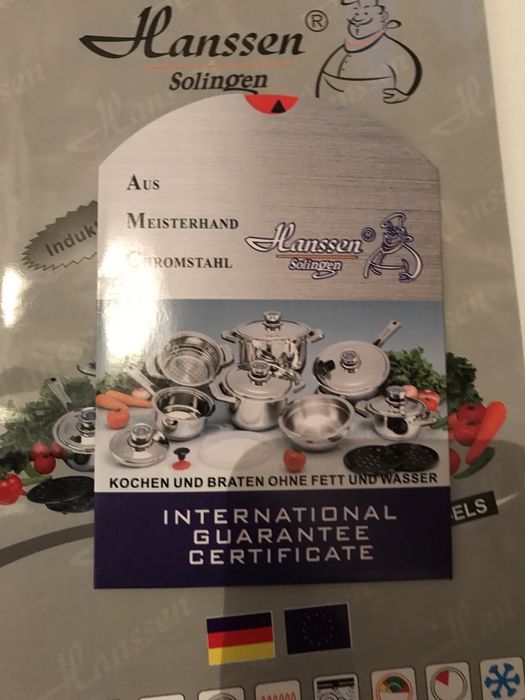 Hanssen®
Solingen
Aus
Meisterhand
Chromstahl
Hanssen®
Solingen
KOCHEN UND BRATEN OHNE FETT UND WASSER
INTERNATIONAL
GUARANTEE
CERTIFICATE